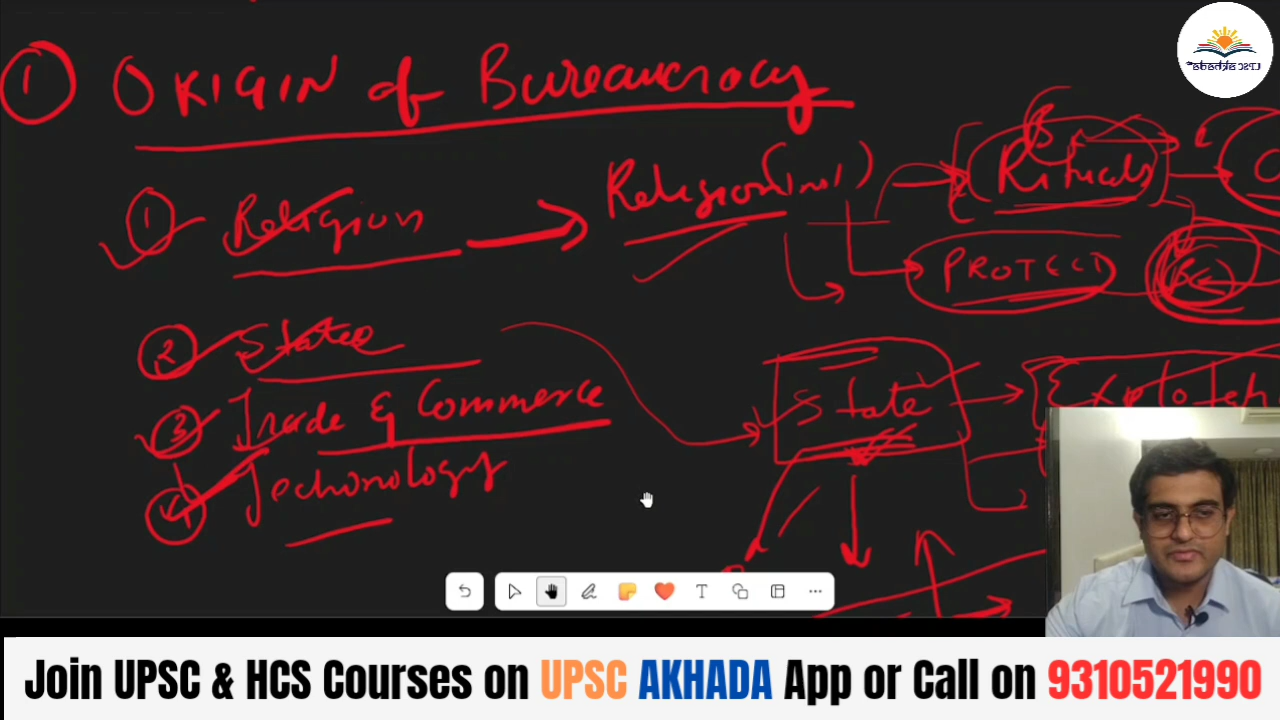 ① ORIGIN of Bureaucracy
① Religion → Religion(inst)
Rituals
PROTECT
② State
③ Trade & Commerce
④ Techonology
State
T
Join UPSC & HCS Courses on UPSC AKHADA App or Call on 9310521990